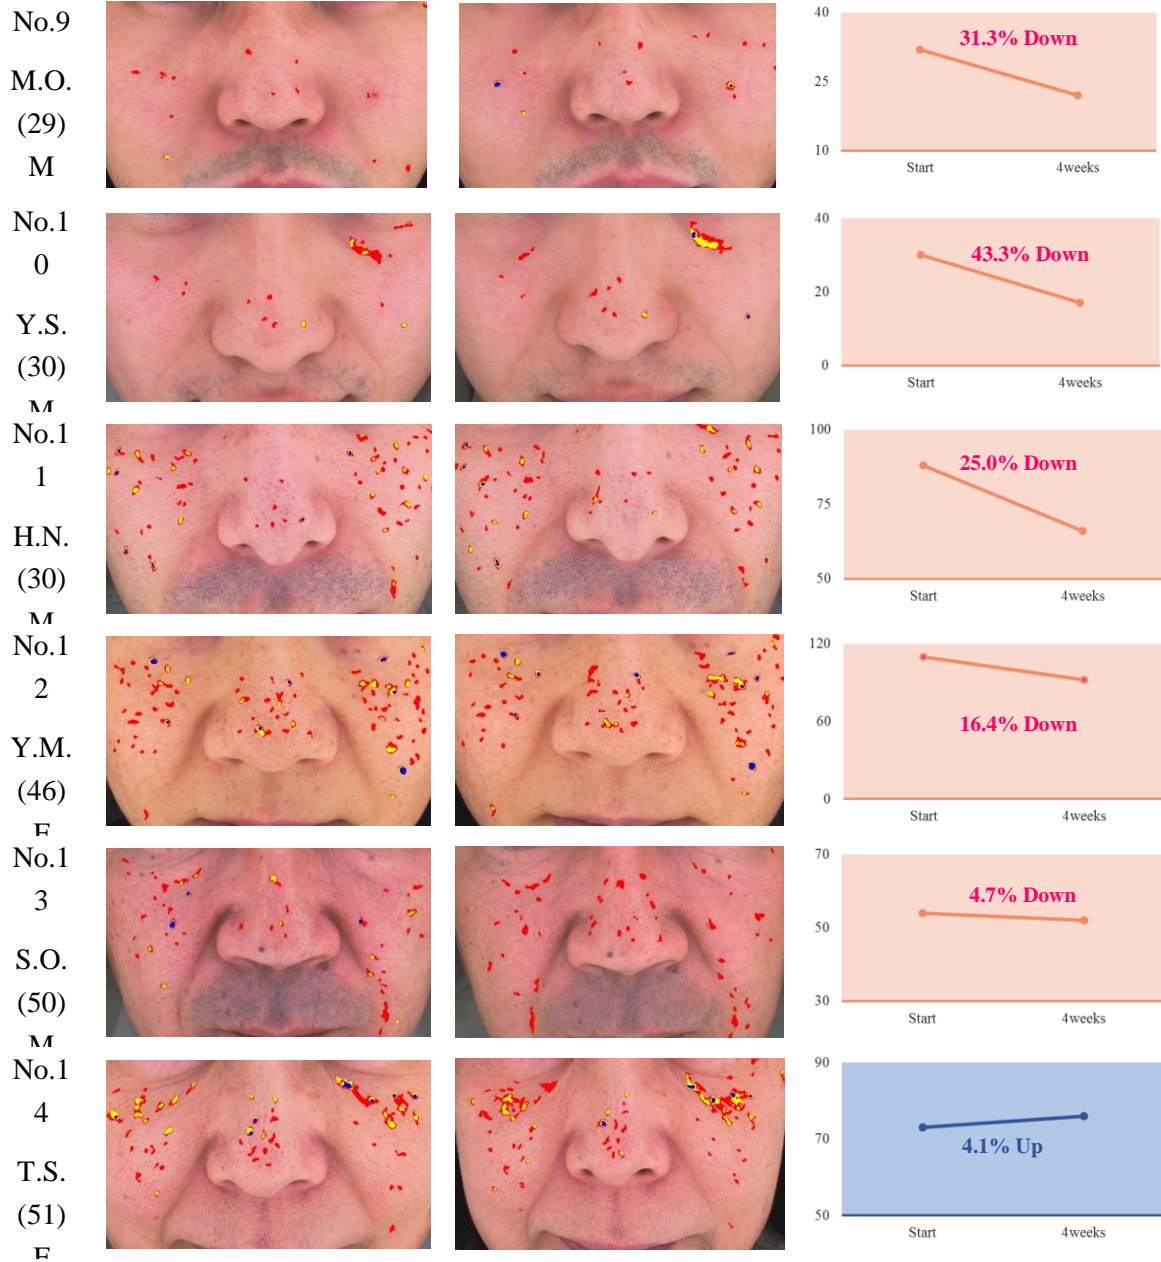 No.9
M.O.
(29)
M
40
25
10
31.3% Down
Start 4weeks
No.1
0
Y.S.
(30)
M
40
20
0
43.3% Down
Start 4weeks
No.1
1
H.N.
(30)
M
100
75
50
25.0% Down
Start 4weeks
No.1
2
Y.M.
(46)
F
120
60
0
16.4% Down
Start 4weeks
No.1
3
S.O.
(50)
M
70
50
30
4.7% Down
Start 4weeks
No.1
4
T.S.
(51)
F
90
70
50
4.1% Up
Start 4weeks